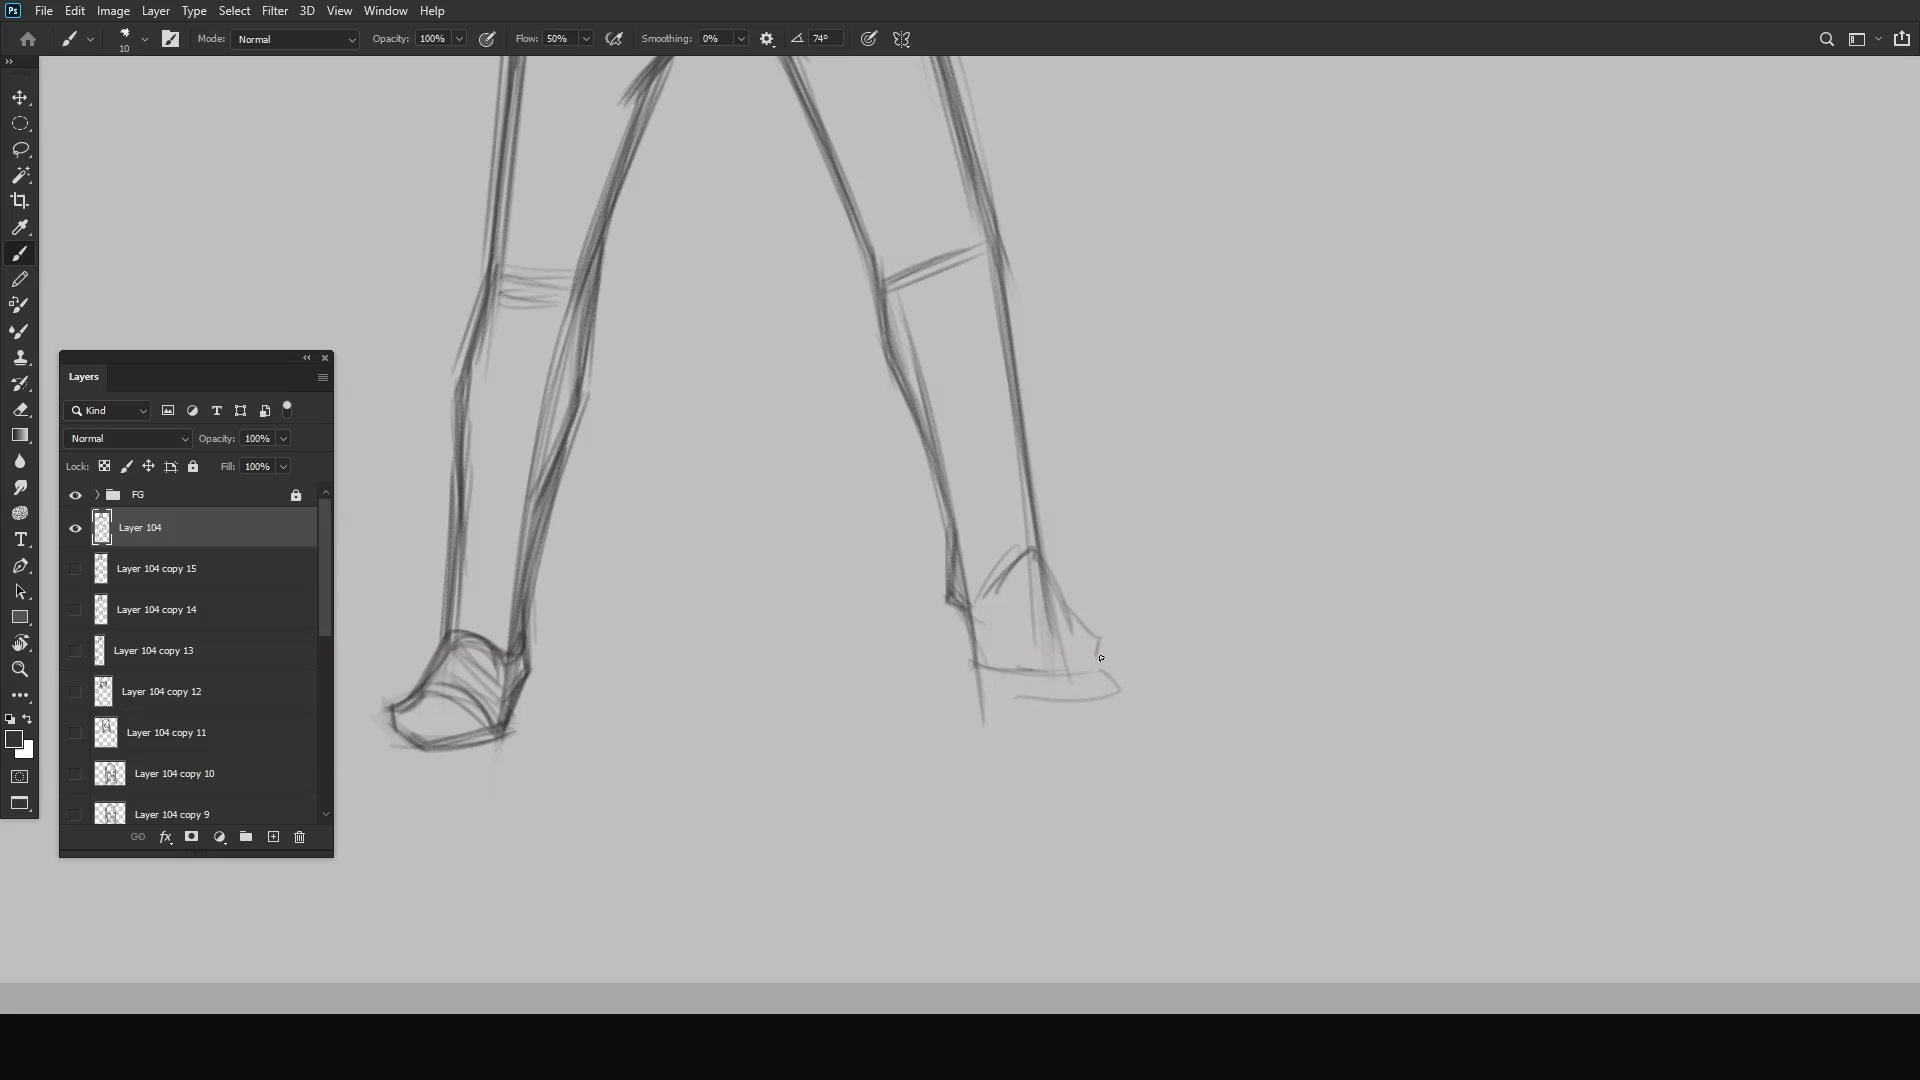 Ps File Edit Image Layer Type Select Filter 3D View Window Help
10 Mode: Normal Opacity: 100% Flow: 50% Smoothing: 0% 74°
Layers
Kind
Normal Opacity: 100%
Lock: Fill: 100%
FG
Layer 104
Layer 104 copy 15
Layer 104 copy 14
Layer 104 copy 13
Layer 104 copy 12
Layer 104 copy 11
Layer 104 copy 10
Layer 104 copy 9
fx